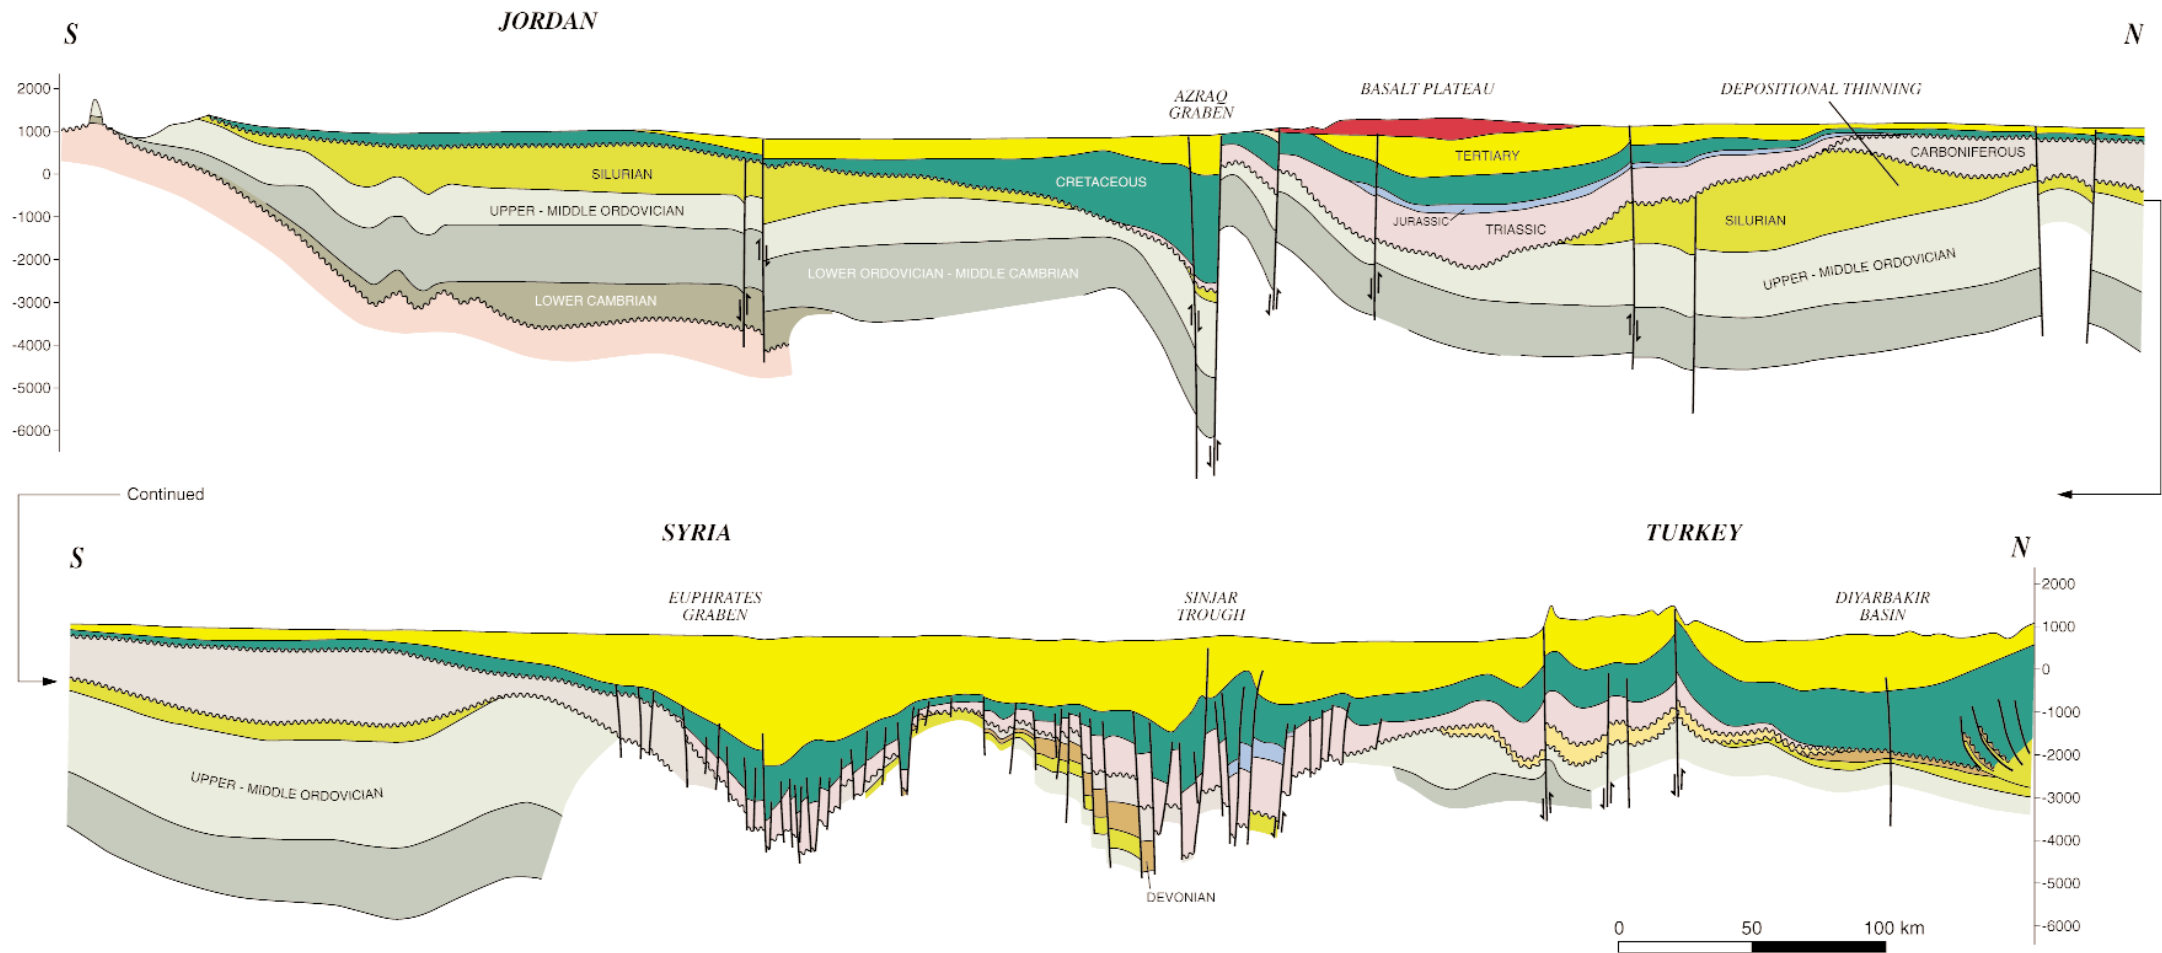 JORDAN
S
N
AZRAQ
GRABEN
BASALT PLATEAU
DEPOSITIONAL THINNING
2000
1000
0
-1000
-2000
-3000
-4000
-5000
-6000
SILURIAN
UPPER - MIDDLE ORDOVICIAN
LOWER CAMBRIAN
LOWER ORDOVICIAN - MIDDLE CAMBRIAN
CRETACEOUS
TERTIARY
JURASSIC
TRIASSIC
CARBONIFEROUS
SILURIAN
UPPER - MIDDLE ORDOVICIAN
Continued
SYRIA
TURKEY
S
N
EUPHRATES
GRABEN
SINJAR
TROUGH
DIYARBAKIR
BASIN
2000
1000
0
-1000
-2000
-3000
-4000
-5000
-6000
UPPER - MIDDLE ORDOVICIAN
DEVONIAN
0 50 100 km